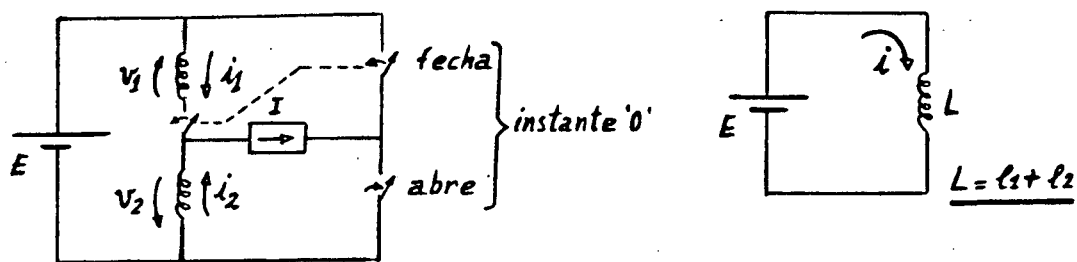 v1
i1
fecha
I
instante '0'
E
v2
i2
abre
i
E
L
L = l1 + l2